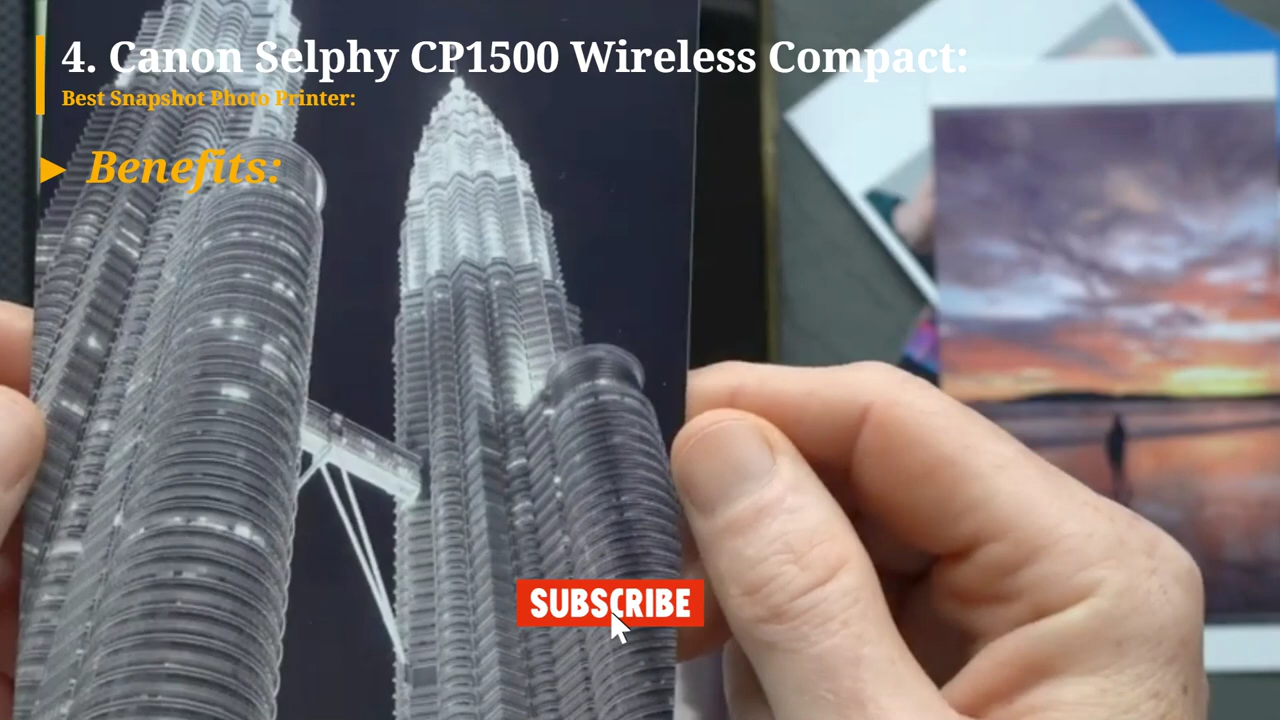 4. Canon Selphy CP1500 Wireless Compact:
Best Snapshot Photo Printer:
► Benefits:
SUBSCRIBE